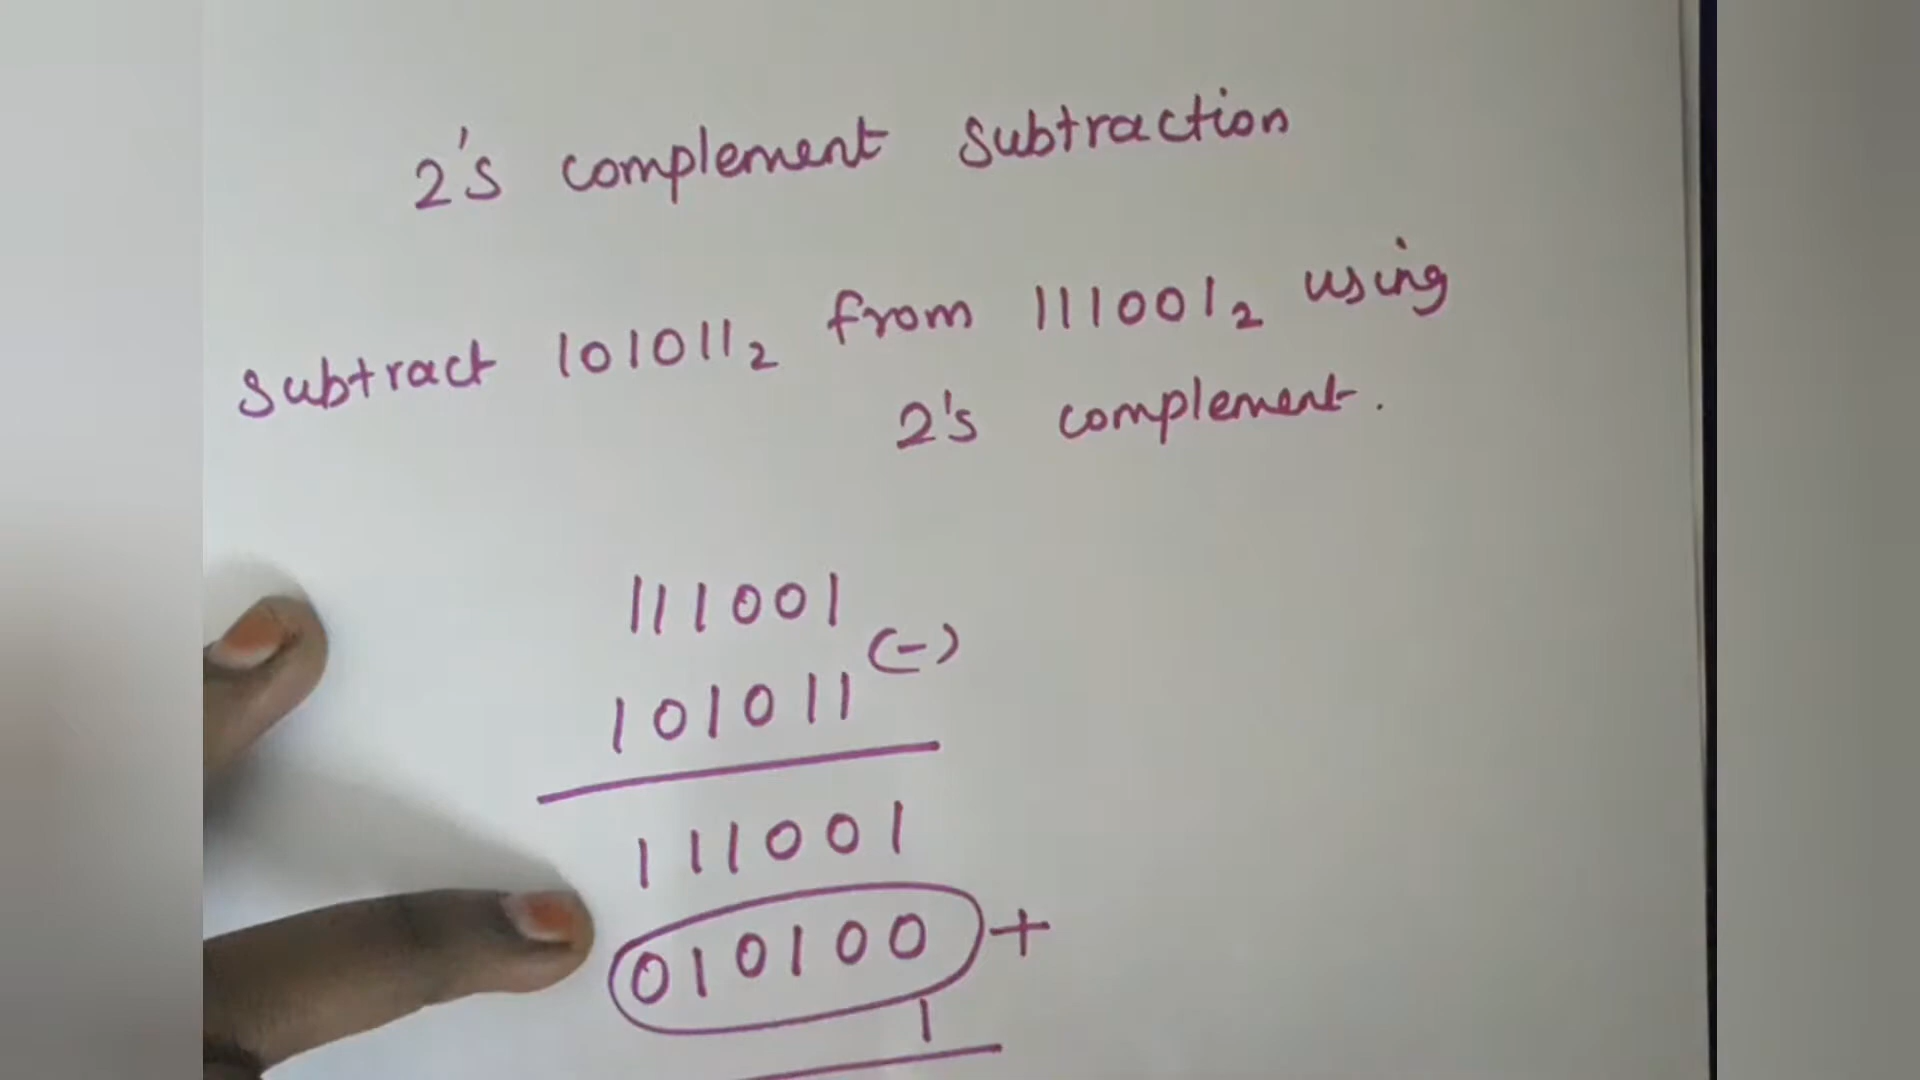 2's complement subtraction
subtract 101011₂ from 111001₂ using
2's complement.
111001
(-)
101011
111001
010100 +
1